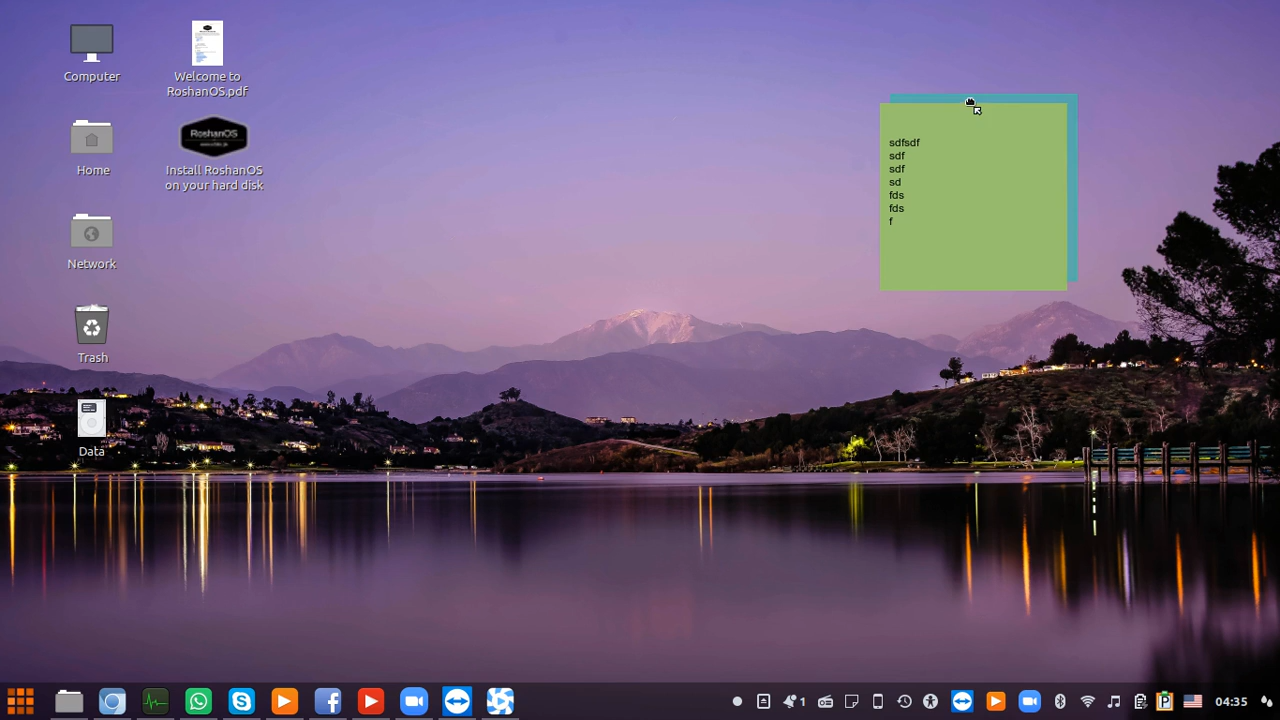 Computer
Welcome to
RoshanOS.pdf
Home
RoshanOS
Install RoshanOS
on your hard disk
Network
Trash
Data
sdfsdf
sdf
sdf
sd
fds
fds
f
1
04:35